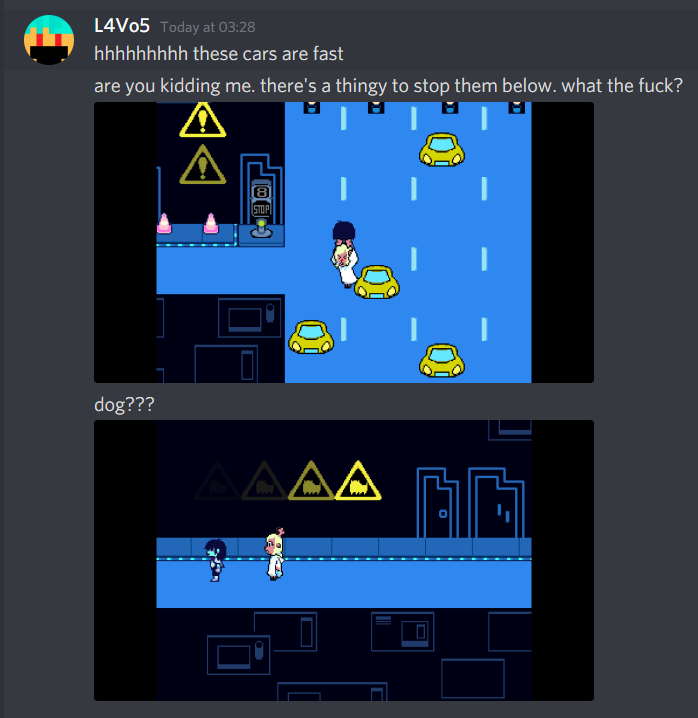 L4Vo5 Today at 03:28
hhhhhhhhh these cars are fast
are you kidding me. there's a thingy to stop them below. what the fuck?
!
!
8
STOP
dog???